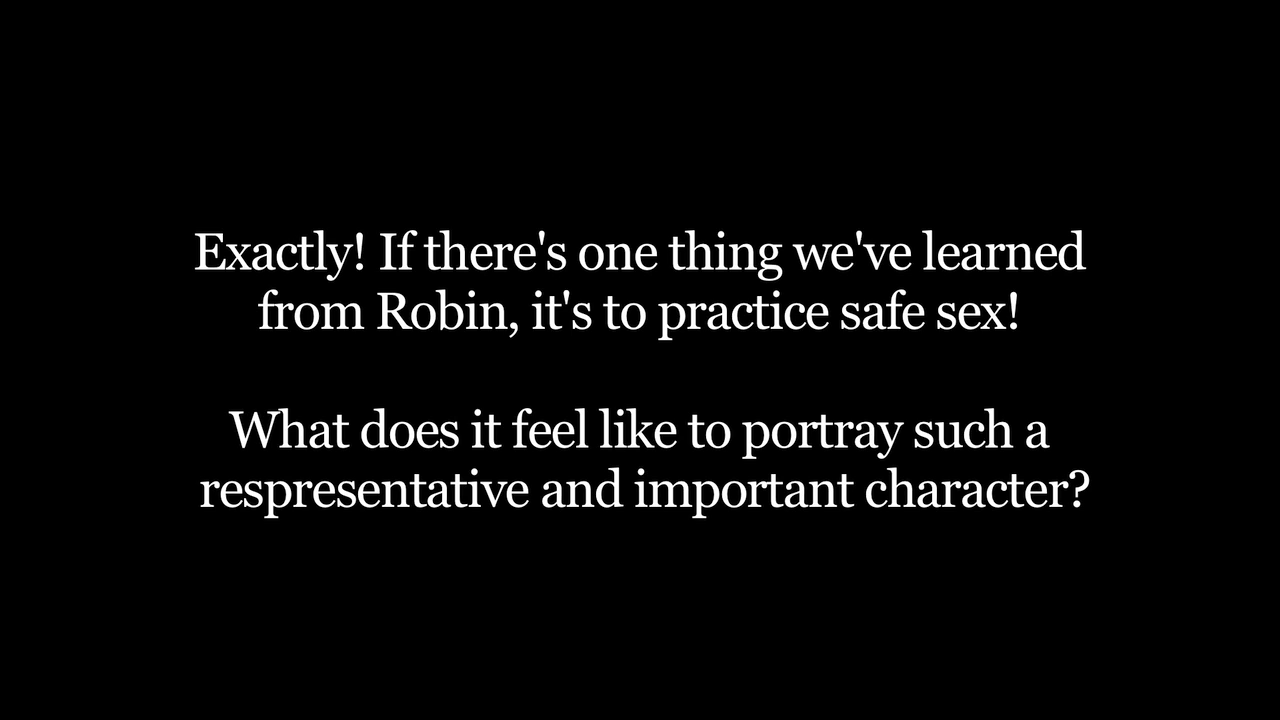 Exactly! If there's one thing we've learned
from Robin, it's to practice safe sex!
What does it feel like to portray such a
respresentative and important character?